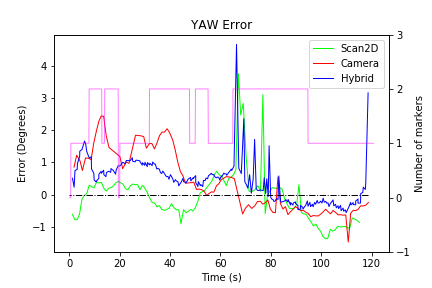 YAW Error
Scan2D
Camera
Hybrid
Error (Degrees)
4
3
2
1
0
−1
3
2
1
0
−1
Number of markers
0
20
40
60
80
100
120
Time (s)